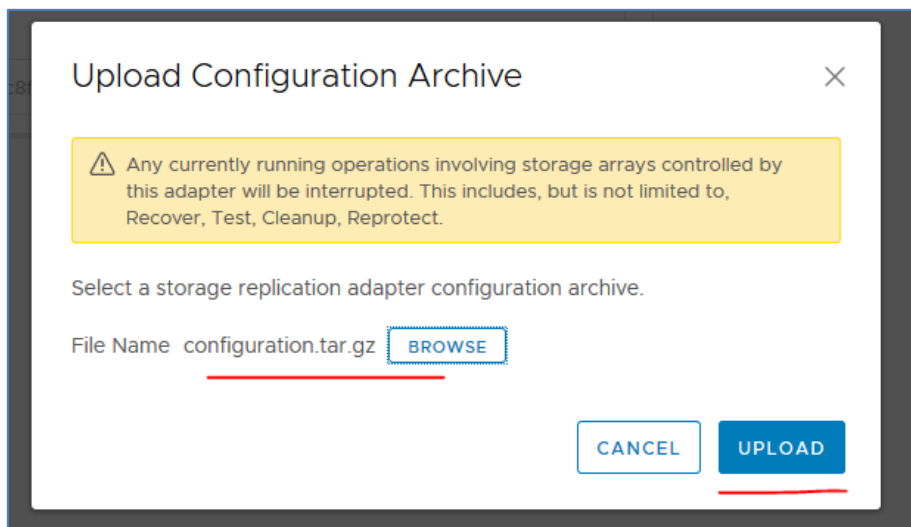 Upload Configuration Archive
Any currently running operations involving storage arrays controlled by
this adapter will be interrupted. This includes, but is not limited to,
Recover, Test, Cleanup, Reprotect.
Select a storage replication adapter configuration archive.
File Name configuration.tar.gz BROWSE
CANCEL UPLOAD